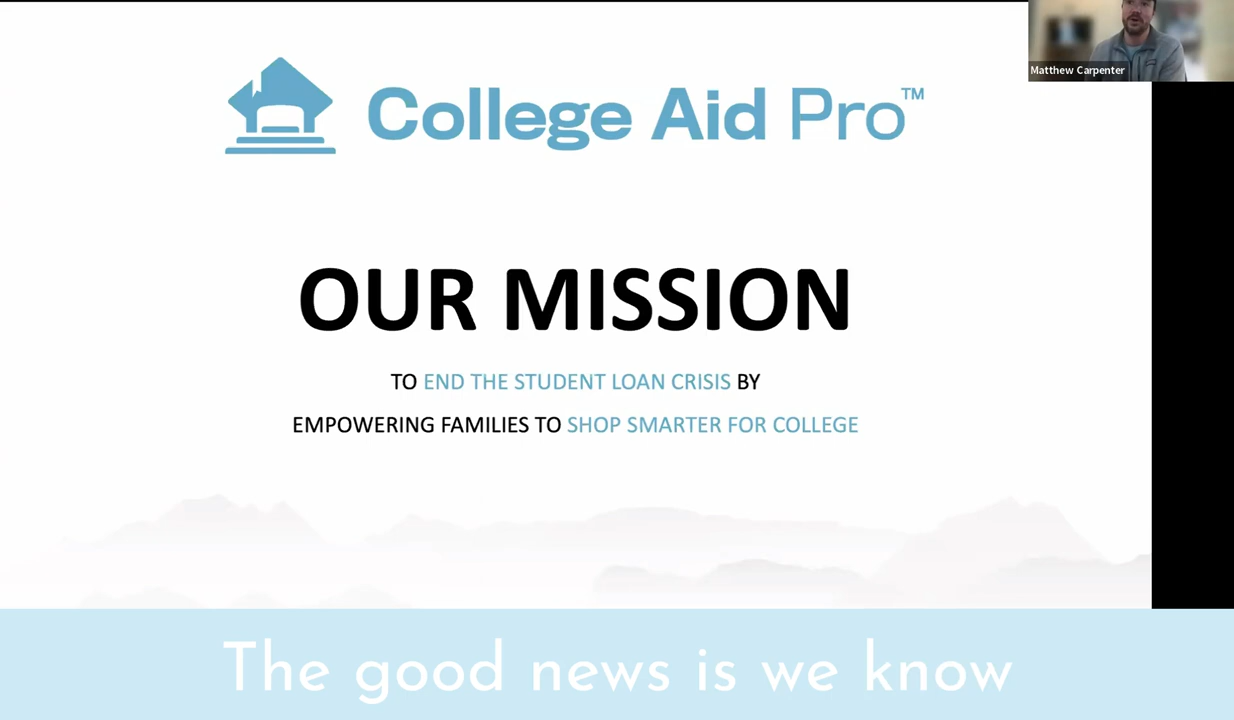 Matthew Carpenter
College Aid Pro™
OUR MISSION
TO END THE STUDENT LOAN CRISIS BY
EMPOWERING FAMILIES TO SHOP SMARTER FOR COLLEGE
The good news is we know